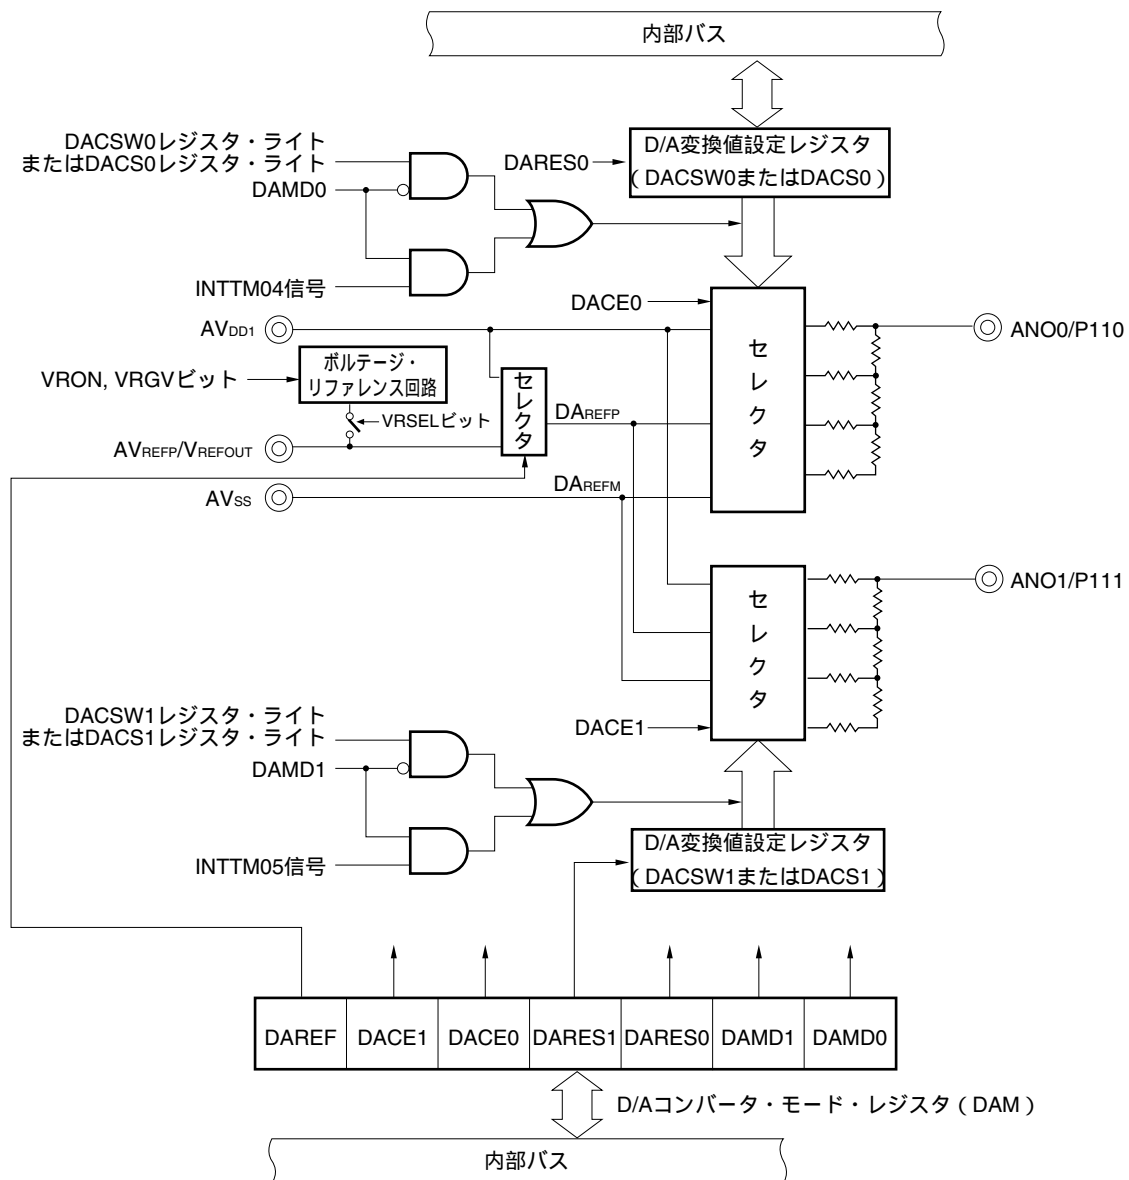 内部バス
DACSW0レジスタ・ライト
またはDACS0レジスタ・ライト
DAMD0
DARES0
D/A変換値設定レジスタ
(DACSW0またはDACS0)
INTTM04信号
DACE0
AVDD1
ANO0/P110
セレクタ
VRON, VRGVビット
ボルテージ・
リファレンス回路
セレクタ
VRSELビット
DAREFP
AVREFP/VREFOUT
DAREFM
AVSS
セレクタ
ANO1/P111
DACSW1レジスタ・ライト
またはDACS1レジスタ・ライト
DACE1
DAMD1
D/A変換値設定レジスタ
(DACSW1またはDACS1)
INTTM05信号
DAREF DACE1 DACE0 DARES1 DARES0 DAMD1 DAMD0
D/Aコンバータ・モード・レジスタ(DAM)
内部バス